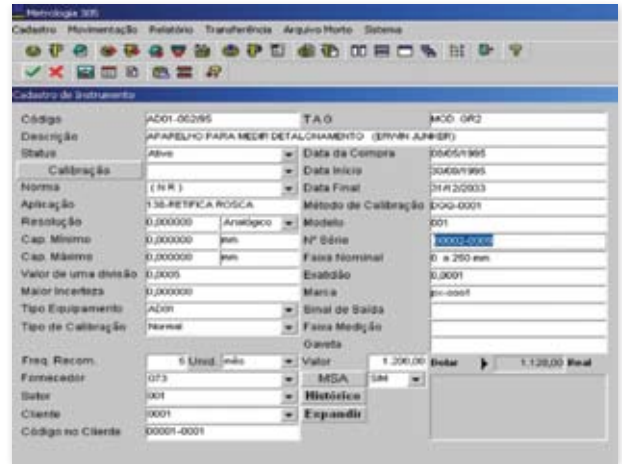 Metrologia 305
Cadastro Movimentação Relatório Transferência Arquivo Morto Sistema
Cadastro de Instrumento
Código AD01-002/95 TAG MOD. GR2
Descrição APARELHO PARA MEDIR DETALONAMENTO (ERWIN JUNKER)
Status Ativo Data da Compra 08/05/1995
Calibração Data Início 30/09/1995
Norma ( N R ) Data Final 31/12/2003
Aplicação 138-RETIFICA ROSCA Método de Calibração DOQ-0001
Resolução 0,000000 Analógico Modelo 001
Cap. Mínimo 0,000000 mm Nº Série 00002-0005
Cap. Máximo 0,000000 mm Faixa Nominal 0 a 250 mm
Valor de uma divisão 0,0005 Exatidão 0,0001
Maior Incerteza 0,000000 Marca
Tipo Equipamento AD01 Sinal de Saída
Tipo de Calibração Normal Faixa Medição
Gaveta
Freq. Recom. 6 Unid. mês Valor 1.200,00 Dolar 1.120,00 Real
Fornecedor 073 MSA SIM
Setor 001 Histórico
Cliente 0001 Expandir
Código no Cliente 00001-0001